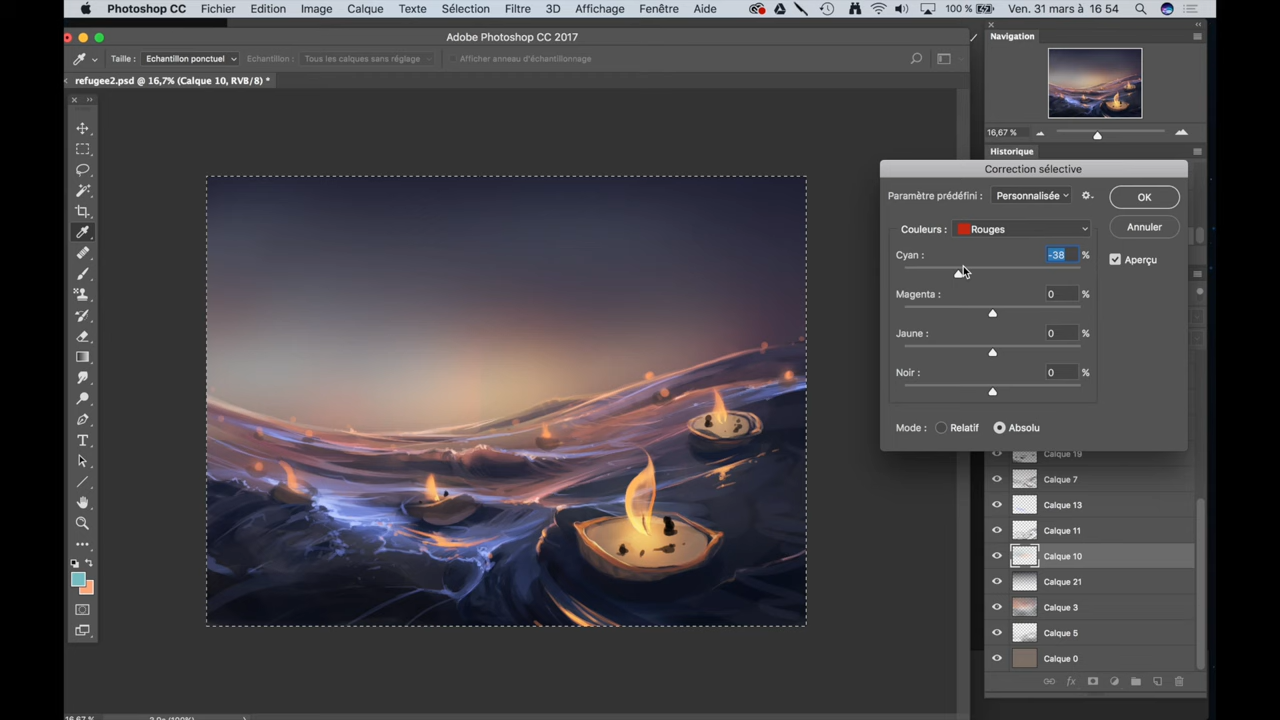 Photoshop CC Fichier Edition Image Calque Texte Sélection Filtre 3D Affichage Fenêtre Aide 100 % Ven. 31 mars à 16 54
Adobe Photoshop CC 2017
Taille : Echantillon ponctuel Echantillon : Tous les calques sans réglage Afficher anneau d'échantillonnage
refugee2.psd @ 16,7% (Calque 10, RVB/8) *
Navigation
16,67 %
Historique
Correction sélective
Paramètre prédéfini : Personnalisée
OK
Couleurs : Rouges
Annuler
Cyan : -38 %
Aperçu
Magenta : 0 %
Jaune : 0 %
Noir : 0 %
Mode : Relatif Absolu
Calque 19
Calque 7
Calque 13
Calque 11
Calque 10
Calque 21
Calque 3
Calque 5
Calque 0
fx